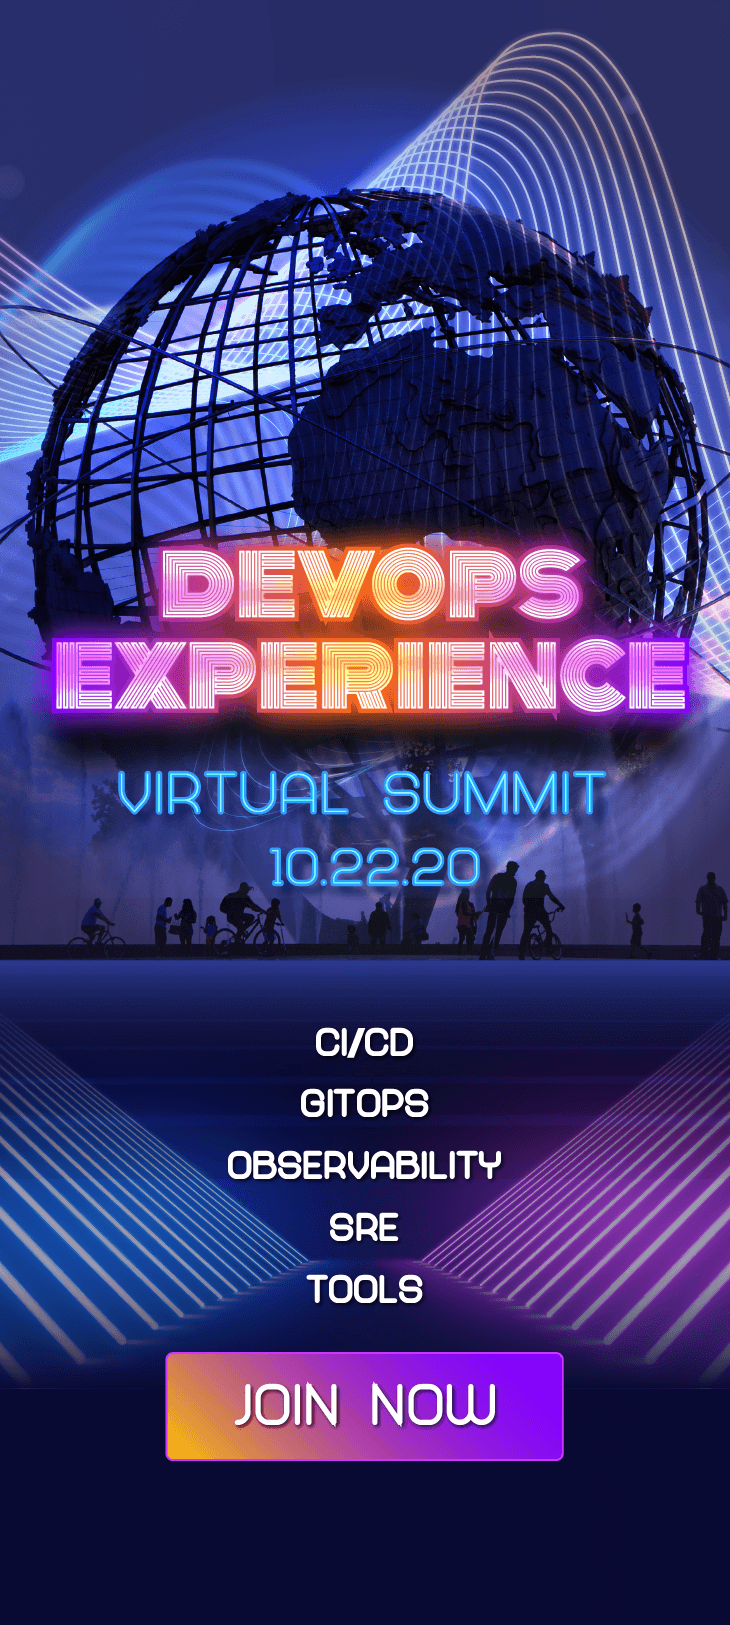 DEVOPS
EXPERIENCE
VIRTUAL SUMMIT
10.22.20
CI/CD
GITOPS
OBSERVABILITY
SRE
TOOLS
JOIN NOW